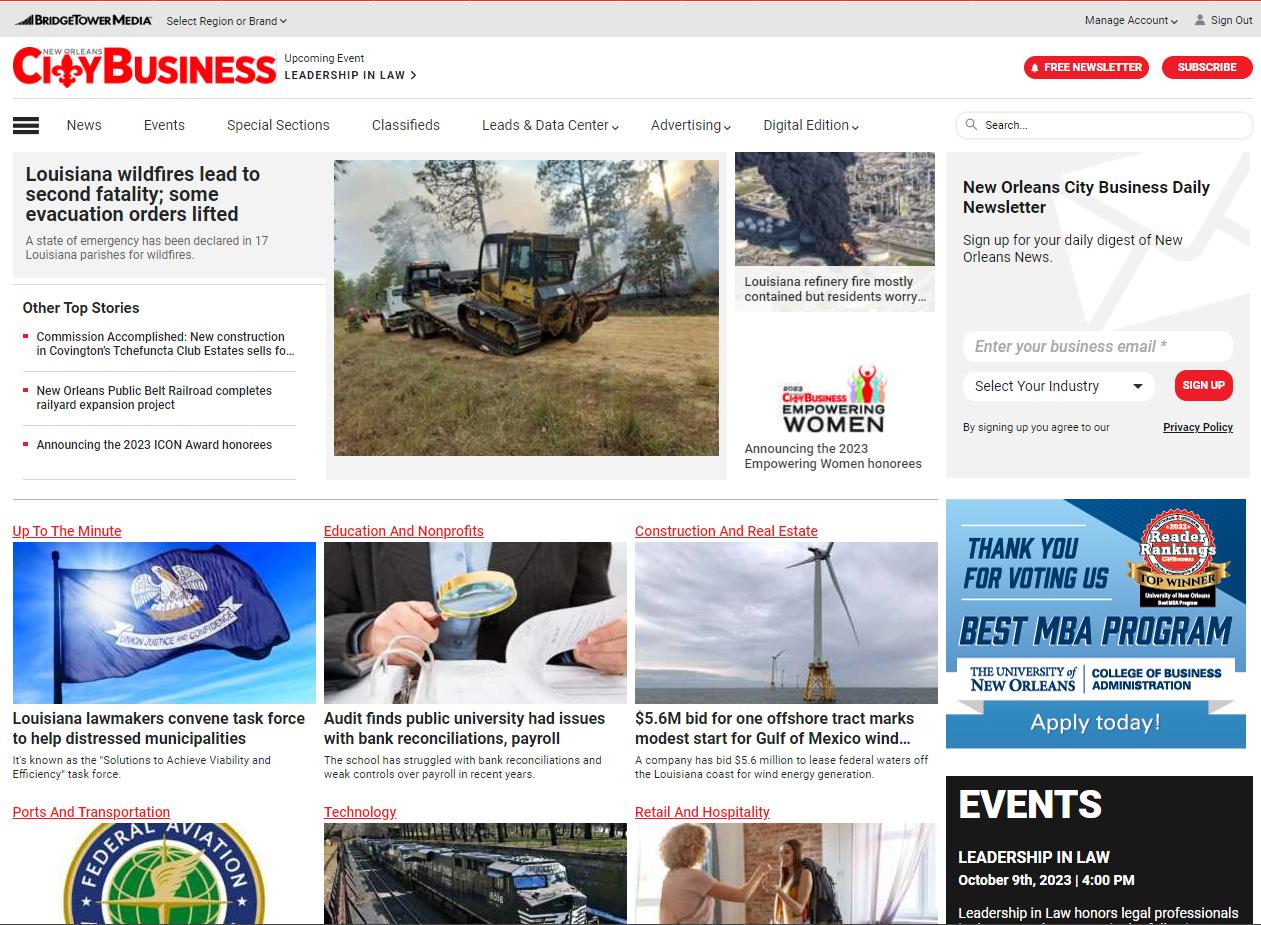 BRIDGETOWER MEDIA
Select Region or Brand
Manage Account
Sign Out
NEW ORLEANS
CITYBUSINESS
Upcoming Event
LEADERSHIP IN LAW
FREE NEWSLETTER
SUBSCRIBE
News
Events
Special Sections
Classifieds
Leads & Data Center
Advertising
Digital Edition
Search...
Louisiana wildfires lead to
second fatality; some
evacuation orders lifted
A state of emergency has been declared in 17
Louisiana parishes for wildfires.
Other Top Stories
Commission Accomplished: New construction
in Covington's Tchefuncta Club Estates sells fo...
New Orleans Public Belt Railroad completes
railyard expansion project
Announcing the 2023 ICON Award honorees
Louisiana refinery fire mostly
contained but residents worry...
2023
CITYBUSINESS
EMPOWERING
WOMEN
Announcing the 2023
Empowering Women honorees
New Orleans City Business Daily
Newsletter
Sign up for your daily digest of New
Orleans News.
Enter your business email *
Select Your Industry
SIGN UP
By signing up you agree to our
Privacy Policy
Up To The Minute
UNION JUSTICE AND CONFIDENCE
Louisiana lawmakers convene task force
to help distressed municipalities
It's known as the "Solutions to Achieve Viability and
Efficiency" task force.
Education And Nonprofits
Audit finds public university had issues
with bank reconciliations, payroll
The school has struggled with bank reconciliations and
weak controls over payroll in recent years.
Construction And Real Estate
$5.6M bid for one offshore tract marks
modest start for Gulf of Mexico wind...
A company has bid $5.6 million to lease federal waters off
the Louisiana coast for wind energy generation.
THANK YOU
FOR VOTING US
BEST MBA PROGRAM
2023
Reader
Rankings
CITYBUSINESS
TOP WINNER
University of New Orleans
Best MBA Program
THE UNIVERSITY of
NEW ORLEANS
COLLEGE OF BUSINESS
ADMINISTRATION
Apply today!
Ports And Transportation
FEDERAL AVIATION
Technology
Retail And Hospitality
EVENTS
LEADERSHIP IN LAW
October 9th, 2023 | 4:00 PM
Leadership in Law honors legal professionals